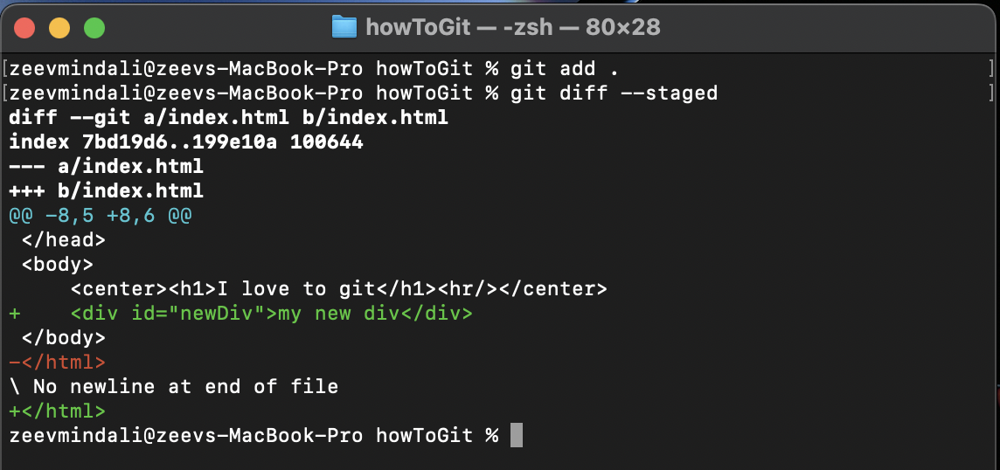 howToGit — -zsh — 80×28
[zeevmindali@zeevs-MacBook-Pro howToGit % git add . ]
[zeevmindali@zeevs-MacBook-Pro howToGit % git diff --staged ]
diff --git a/index.html b/index.html
index 7bd19d6..199e10a 100644
--- a/index.html
+++ b/index.html
@@ -8,5 +8,6 @@
 </head>
 <body>
     <center><h1>I love to git</h1><hr/></center>
+    <div id="newDiv">my new div</div>
 </body>
-</html>
\ No newline at end of file
+</html>
zeevmindali@zeevs-MacBook-Pro howToGit %